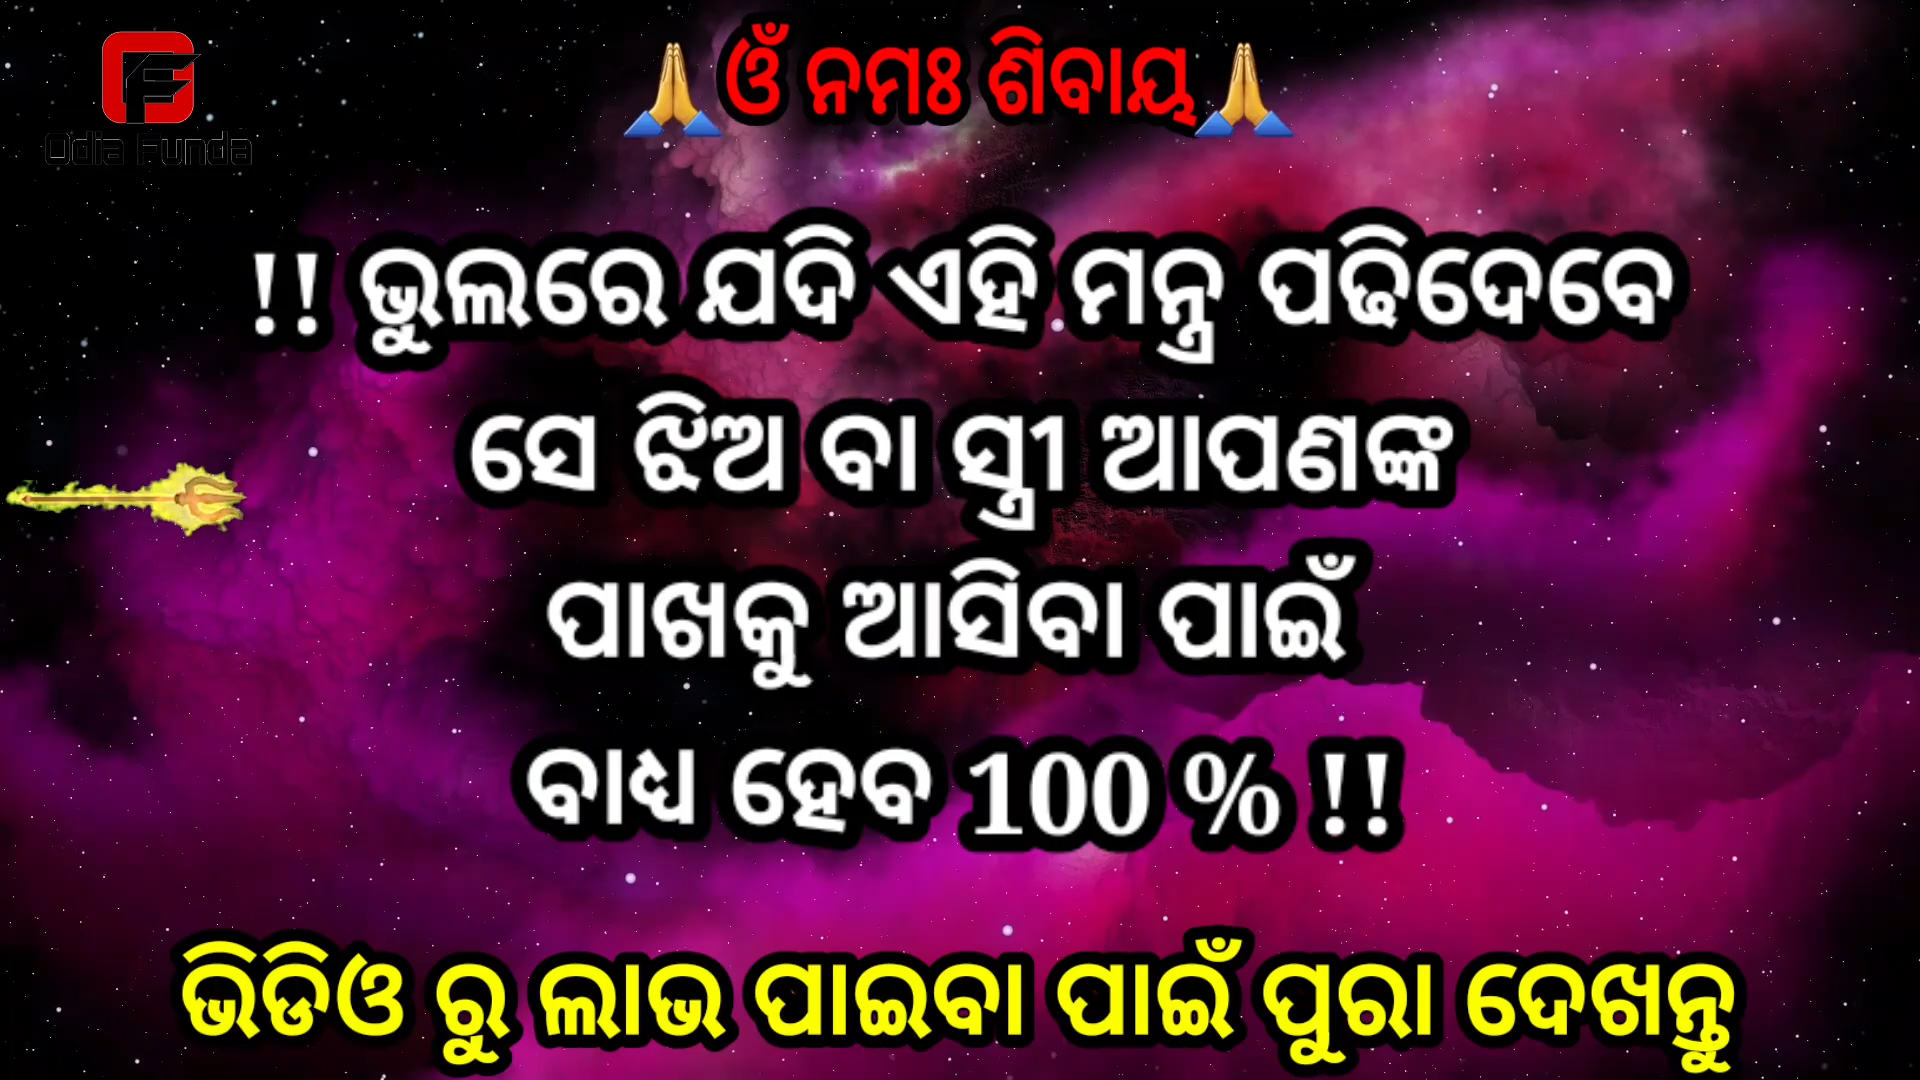 🙏ଓଁ ନମଃ ଶିବାୟ🙏
Odia Funda
!! ଭୁଲରେ ଯଦି ଏହି ମନ୍ତ୍ର ପଢିଦେବେ
ସେ ଝିଅ ବା ସ୍ତ୍ରୀ ଆପଣଙ୍କ
ପାଖକୁ ଆସିବା ପାଇଁ
ବାଧ୍ୟ ହେବ 100 % !!
ଭିଡିଓ ରୁ ଲାଭ ପାଇବା ପାଇଁ ପୁରା ଦେଖନ୍ତୁ